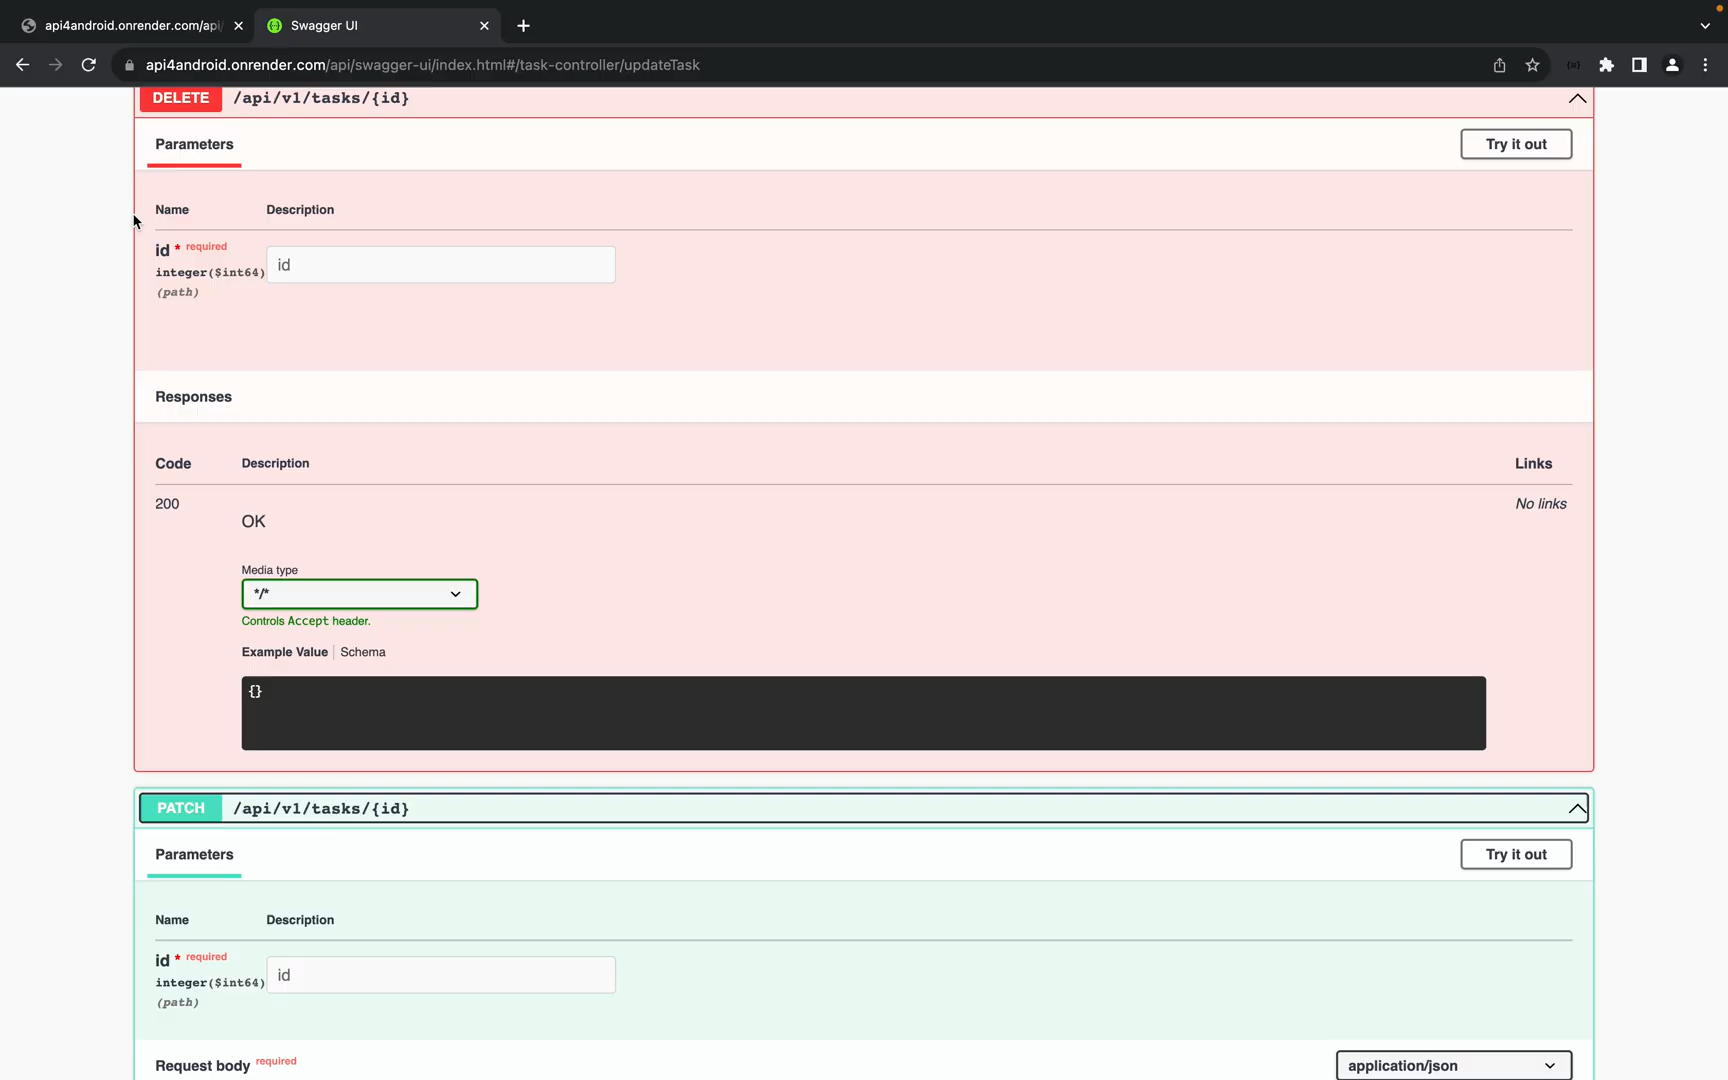 api4android.onrender.com/api/
Swagger UI
api4android.onrender.com/api/swagger-ui/index.html#/task-controller/updateTask
DELETE /api/v1/tasks/{id}
Parameters
Try it out
Name Description
id * required
integer($int64)
(path)
id
Responses
Code Description Links
200
OK
No links
Media type
*/*
Controls Accept header.
Example Value Schema
{}
PATCH /api/v1/tasks/{id}
Parameters
Try it out
Name Description
id * required
integer($int64)
(path)
id
Request body required
application/json